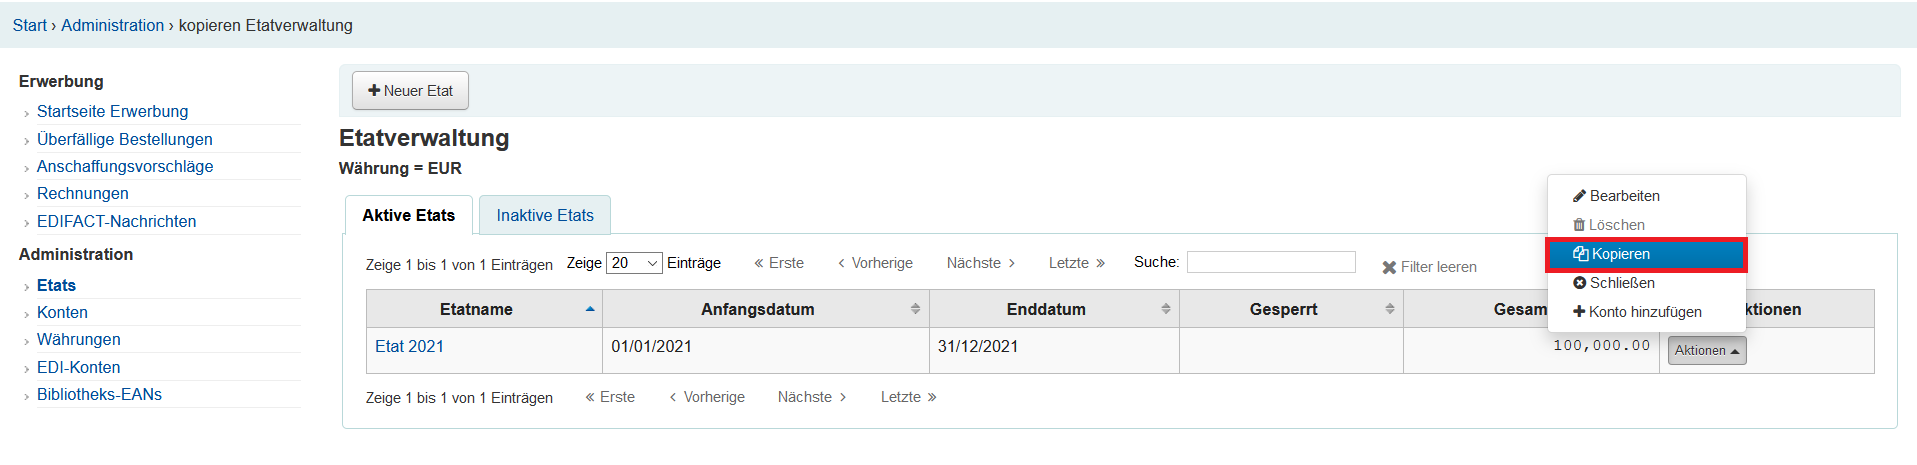 Start › Administration › kopieren Etatverwaltung
Erwerbung
Startseite Erwerbung
Überfällige Bestellungen
Anschaffungsvorschläge
Rechnungen
EDIFACT-Nachrichten
Administration
Etats
Konten
Währungen
EDI-Konten
Bibliotheks-EANs
Neuer Etat
Etatverwaltung
Währung = EUR
Aktive Etats Inaktive Etats
Zeige 1 bis 1 von 1 Einträgen Zeige 20 Einträge Erste Vorherige Nächste Letzte Suche: Filter leeren
Bearbeiten
Löschen
Kopieren
Schließen
Konto hinzufügen
Etatname Anfangsdatum Enddatum Gesperrt Gesam ktionen
Etat 2021 01/01/2021 31/12/2021 100,000.00 Aktionen
Zeige 1 bis 1 von 1 Einträgen Erste Vorherige Nächste Letzte